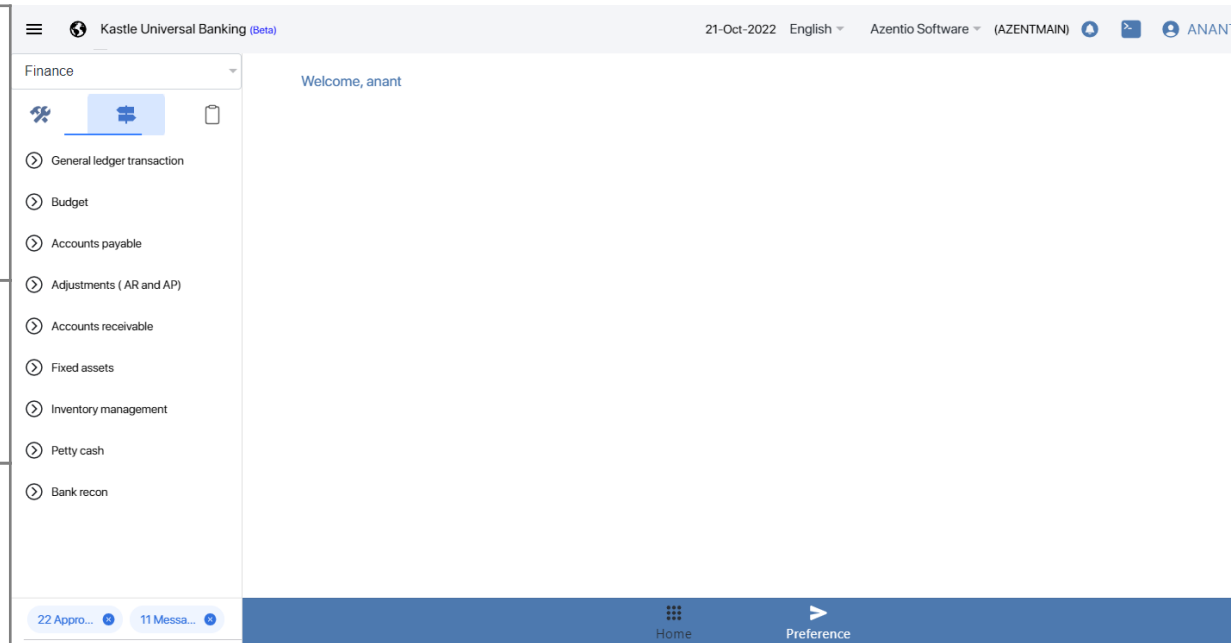 Kastle Universal Banking (Beta)
21-Oct-2022 English Azentio Software (AZENTMAIN) ANANT
Finance
Welcome, anant
General ledger transaction
Budget
Accounts payable
Adjustments ( AR and AP)
Accounts receivable
Fixed assets
Inventory management
Petty cash
Bank recon
22 Appro... 11 Messa...
Home Preference